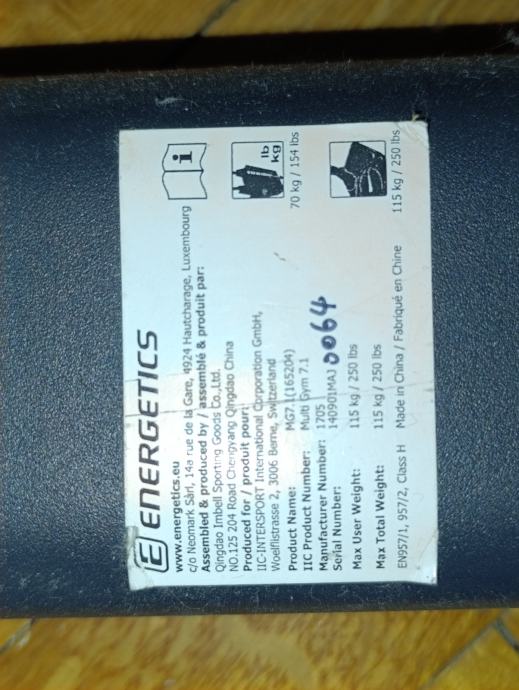 ENERGETICS
www.energetics.eu
c/o Neomark Sàrl, 14a rue de la Gare, 4924 Hautcharage, Luxembourg
Assembled & produced by / assemblé & produit par:
Qingdao Imbell Sporting Goods Co.,Ltd.
NO.125 204 Road Chengyang Qingdao China
Produced for / produit pour:
IIC-INTERSPORT International Corporation GmbH,
Woelflistrasse 2, 3006 Berne, Switzerland
Product Name: MG7.1(165204)
IIC Product Number: Multi Gym 7.1
Manufacturer Number: 1705
Serial Number: 140901MAJ 0064
Max User Weight: 115 kg / 250 lbs
Max Total Weight: 115 kg / 250 lbs
EN957/1, 957/2, Class H Made in China / Fabriqué en Chine
i
lb
kg
70 kg / 154 lbs
115 kg / 250 lbs